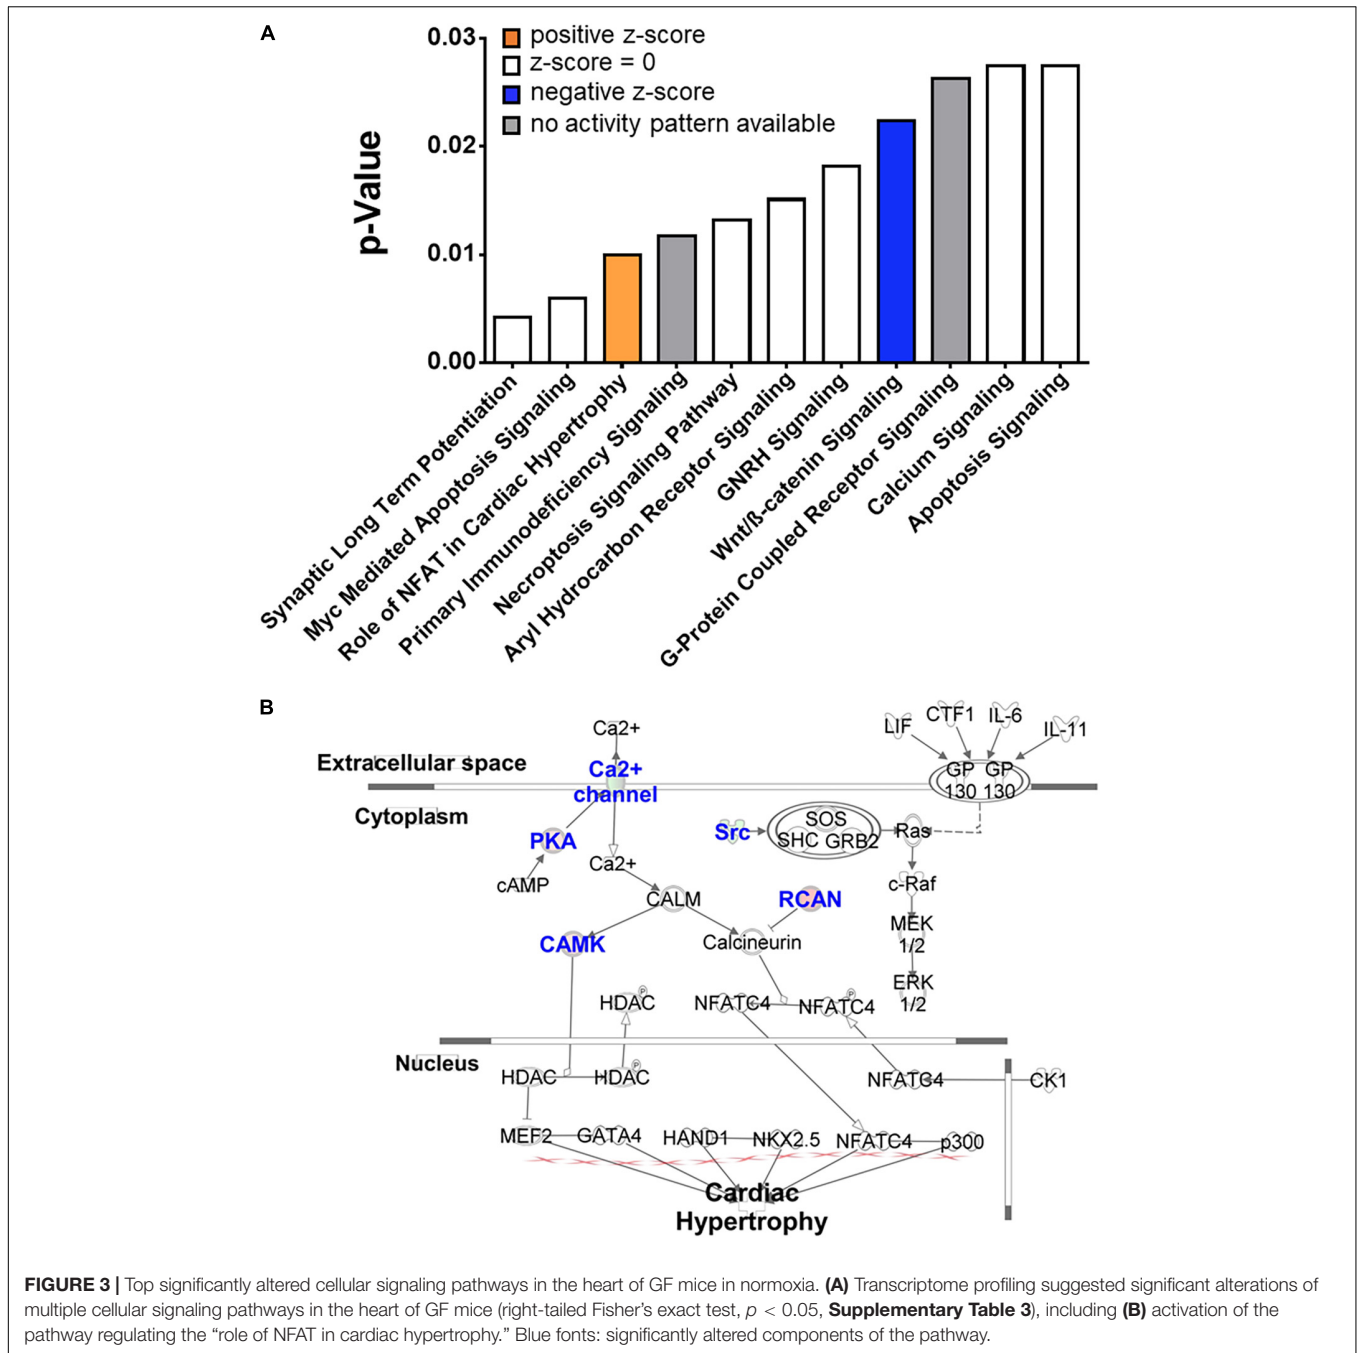 A
p-Value
0.03
0.02
0.01
0.00
positive z-score
z-score = 0
negative z-score
no activity pattern available
Synaptic Long Term Potentiation
Myc Mediated Apoptosis Signaling
Role of NFAT in Cardiac Hypertrophy
Primary Immunodeficiency Signaling
Necroptosis Signaling Pathway
Aryl Hydrocarbon Receptor Signaling
GNRH Signaling
Wnt/ß-catenin Signaling
G-Protein Coupled Receptor Signaling
Calcium Signaling
Apoptosis Signaling
B
Ca2+
LIF
CTF1
IL-6
IL-11
Extracellular space
Ca2+
channel
GP
130
GP
130
Cytoplasm
PKA
cAMP
Ca2+
Src
SOS
SHC GRB2
Ras
CALM
RCAN
c-Raf
CAMK
Calcineurin
MEK
1/2
HDAC
P
NFATC4
NFATC4
P
ERK
1/2
Nucleus
HDAC
HDAC
P
NFATC4
CK1
MEF2
GATA4
HAND1
NKX2.5
NFATC4
p300
Cardiac
Hypertrophy
FIGURE 3 | Top significantly altered cellular signaling pathways in the heart of GF mice in normoxia. (A) Transcriptome profiling suggested significant alterations of
multiple cellular signaling pathways in the heart of GF mice (right-tailed Fisher's exact test, p < 0.05, Supplementary Table 3), including (B) activation of the
pathway regulating the “role of NFAT in cardiac hypertrophy.” Blue fonts: significantly altered components of the pathway.